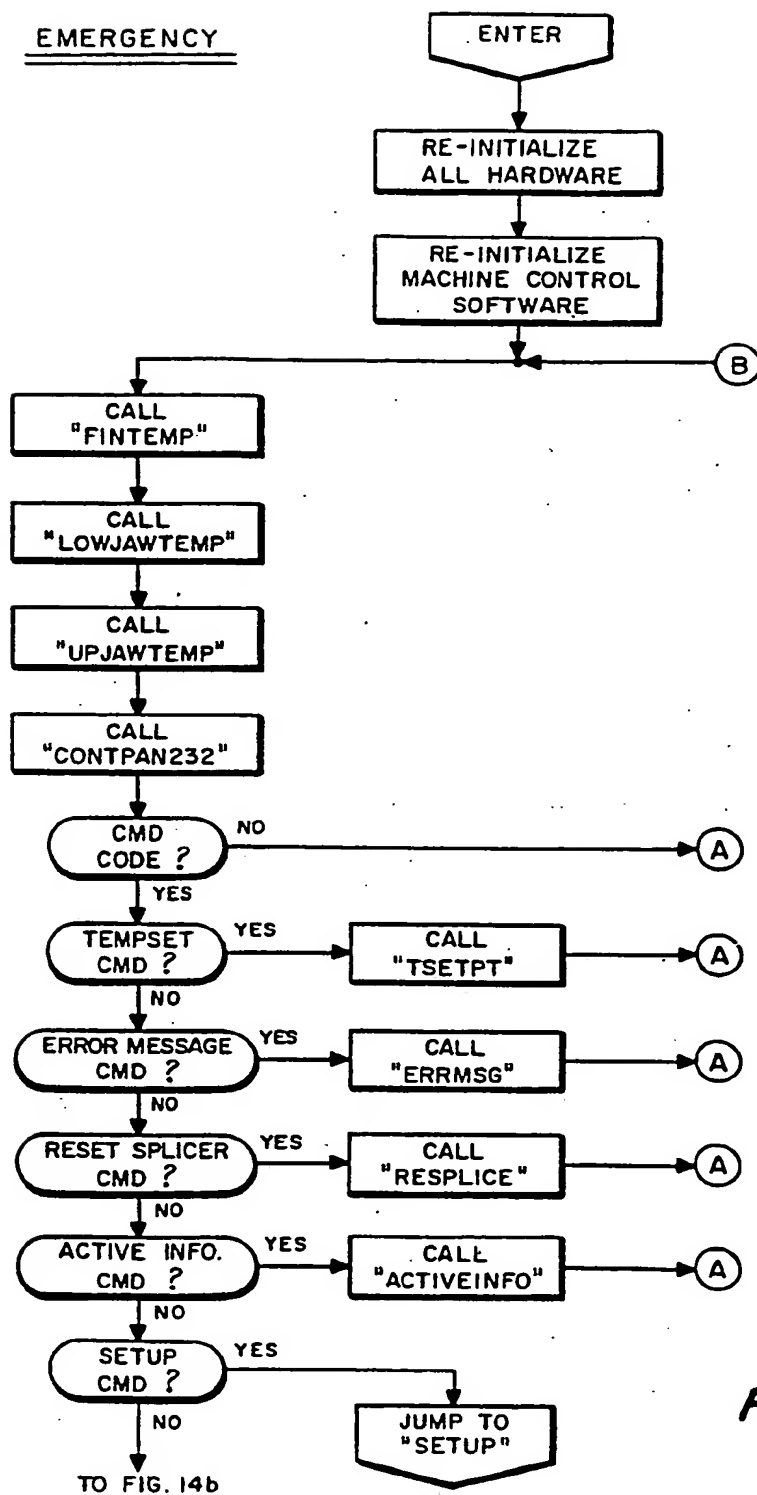 EMERGENCY
ENTER
RE-INITIALIZE
ALL HARDWARE
RE-INITIALIZE
MACHINE CONTROL
SOFTWARE
B
CALL
"FINTEMP"
CALL
"LOWJAWTEMP"
CALL
"UPJAWTEMP"
CALL
"CONTPAN232"
CMD
CODE ?
NO
A
YES
TEMPSET
CMD ?
YES
CALL
"TSETPT"
A
NO
ERROR MESSAGE
CMD ?
YES
CALL
"ERRMSG"
A
NO
RESET SPLICER
CMD ?
YES
CALL
"RESPLICE"
A
NO
ACTIVE INFO.
CMD ?
YES
CALL
"ACTIVEINFO"
A
NO
SETUP
CMD ?
YES
JUMP TO
"SETUP"
NO
TO FIG. 14b